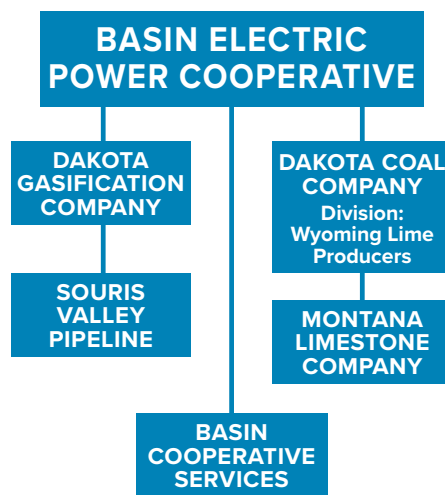 BASIN ELECTRIC
POWER COOPERATIVE
DAKOTA
GASIFICATION
COMPANY
SOURIS
VALLEY
PIPELINE
DAKOTA COAL
COMPANY
Division:
Wyoming Lime
Producers
MONTANA
LIMESTONE
COMPANY
BASIN
COOPERATIVE
SERVICES